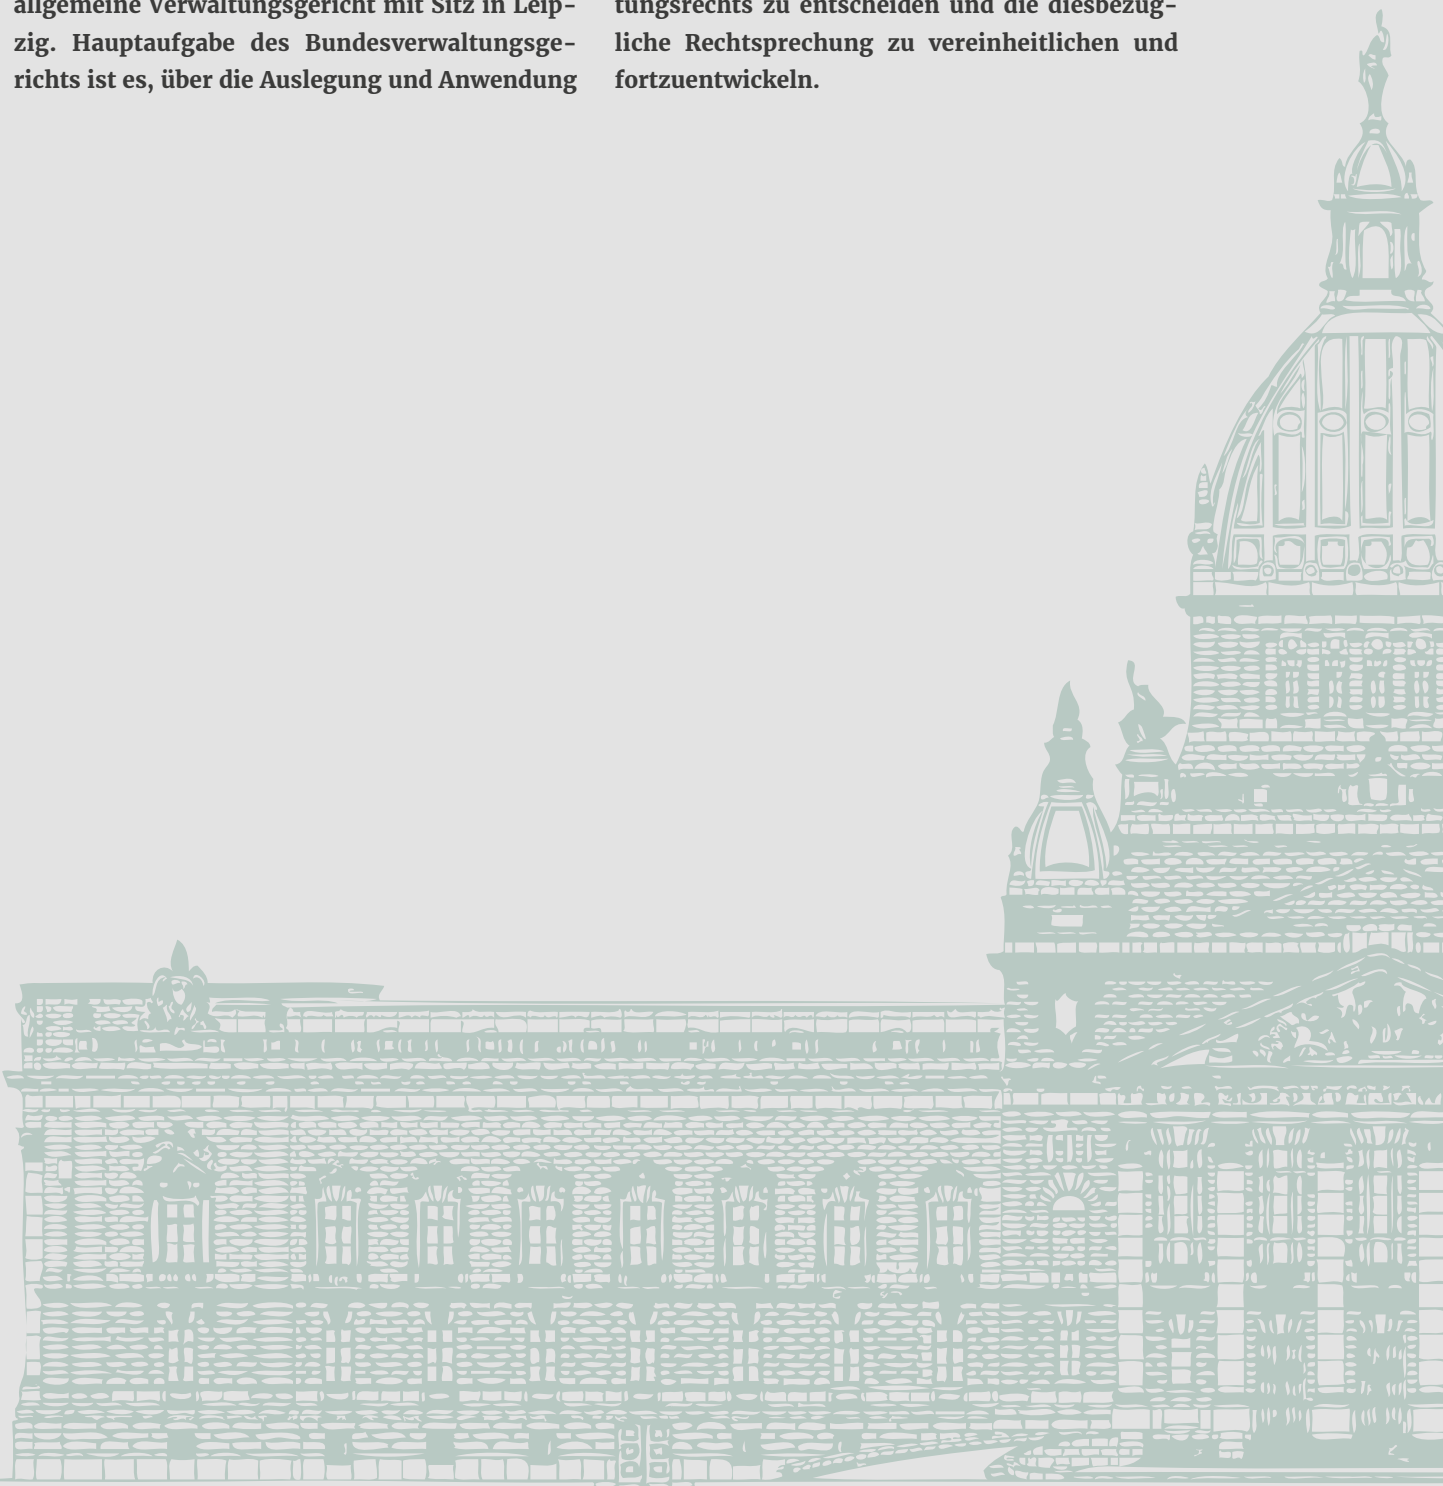 allgemeine Verwaltungsgericht mit Sitz in Leip-
zig. Hauptaufgabe des Bundesverwaltungsge-
richts ist es, über die Auslegung und Anwendung
tungsrechts zu entscheiden und die diesbezüg-
liche Rechtsprechung zu vereinheitlichen und
fortzuentwickeln.